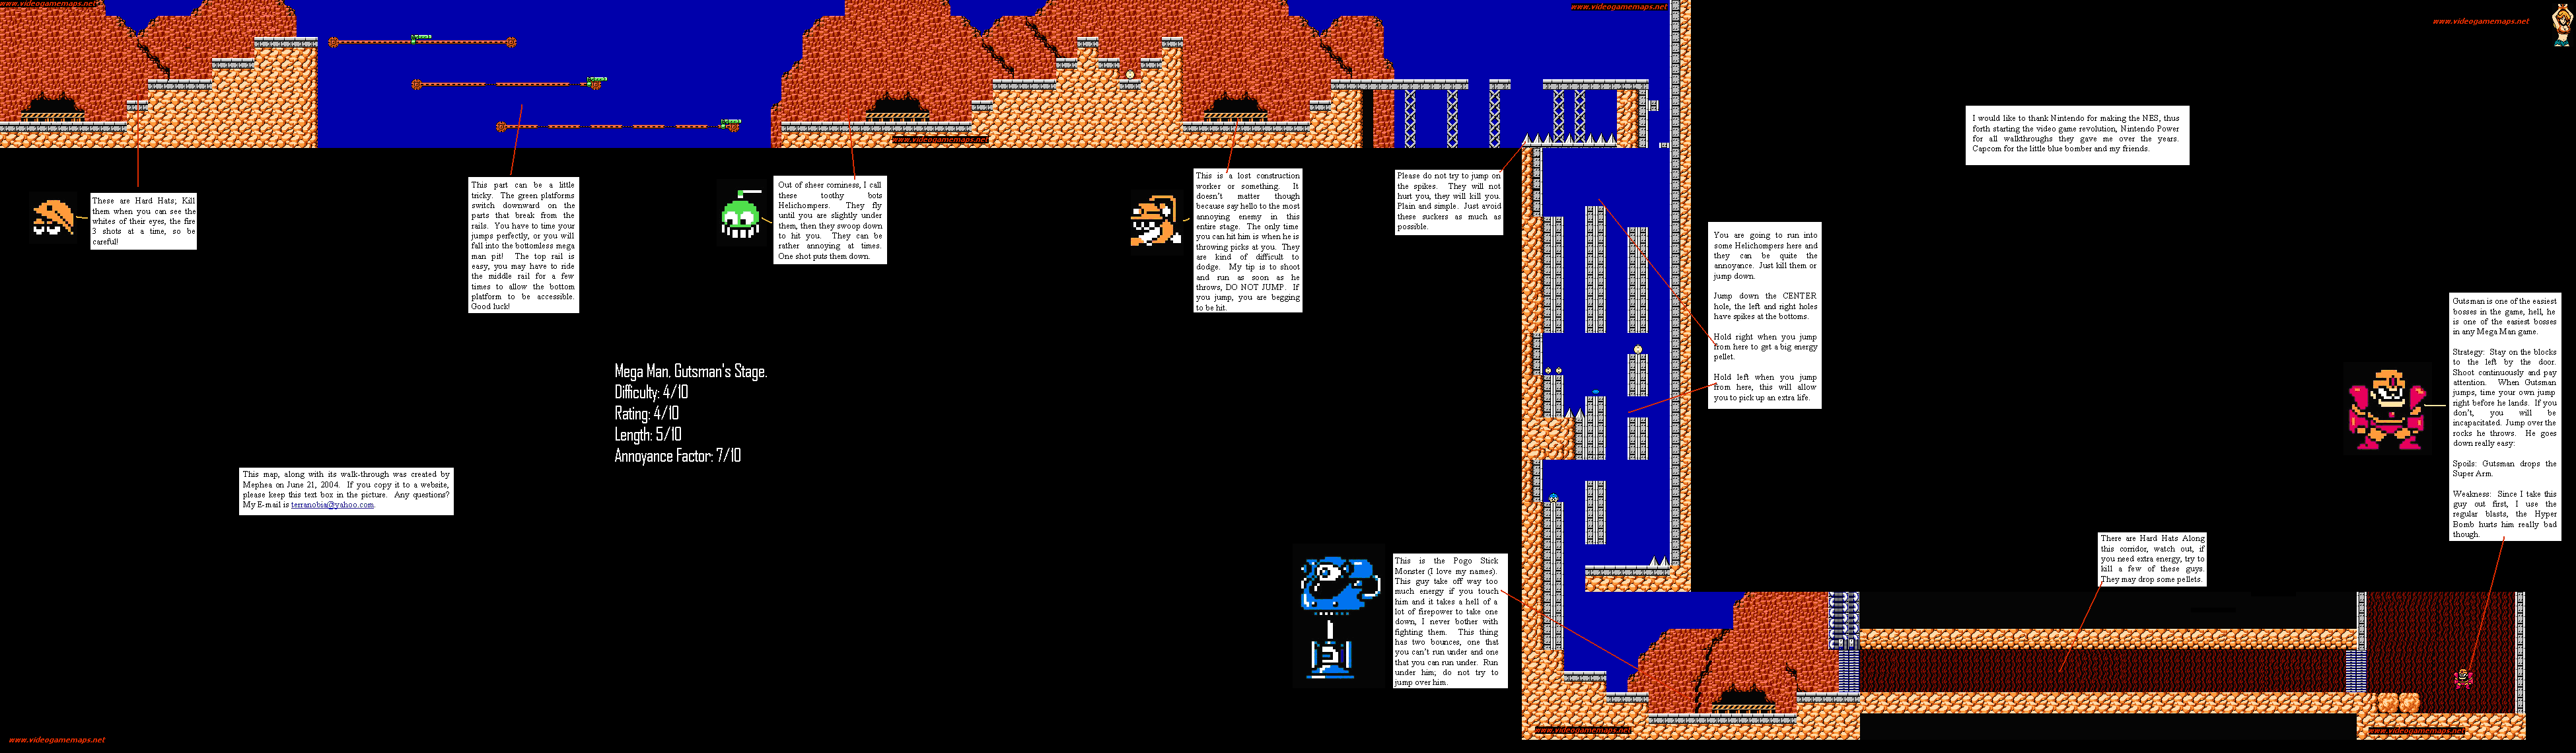 www.videogamemaps.net
www.videogamemaps.net
www.videogamemaps.net
www.videogamemaps.net
I would like to thank Nintendo for making the NES, thus
forth starting the video game revolution, Nintendo Power
for all walkthroughs they gave me over the years.
Capcom for the little blue bomber and my friends.
These are Hard Hats; Kill
them when you can see the
whites of their eyes, the fire
3 shots at a time, so be
careful!
This part can be a little
tricky. The green platforms
switch downward on the
parts that break from the
rails. You have to time your
jumps perfectly, or you will
fall into the bottomless mega
man pit! The top rail is
easy, you may have to ride
the middle rail for a few
times to allow the bottom
platform to be accessible.
Good luck!
Out of sheer corniness, I call
these toothy bots
Helichompers. They fly
until you are slightly under
them, then they swoop down
to hit you. They can be
rather annoying at times.
One shot puts them down.
This is a lost construction
worker or something. It
doesn't matter though
because say hello to the most
annoying enemy in this
entire stage. The only time
you can hit him is when he is
throwing picks at you. They
are kind of difficult to
dodge. My tip is to shoot
and run as soon as he
throws, DO NOT JUMP. If
you jump, you are begging
to be hit.
Please do not try to jump on
the spikes. They will not
hurt you, they will kill you.
Plain and simple. Just avoid
these suckers as much as
possible.
You are going to run into
some Helichompers here and
they can be quite the
annoyance. Just kill them or
jump down.
Jump down the CENTER
hole, the left and right holes
have spikes at the bottoms.
Hold right when you jump
from here to get a big energy
pellet.
Hold left when you jump
from here, this will allow
you to pick up an extra life.
Gutsman is one of the easiest
bosses in the game, hell, he
is one of the easiest bosses
in any Mega Man game.
Strategy: Stay on the blocks
to the left by the door.
Shoot continuously and pay
attention. When Gutsman
jumps, time your own jump
right before he lands. If you
don't, you will be
incapacitated. Jump over the
rocks he throws. He goes
down really easy:
Spoils: Gutsman drops the
Super Arm.
Weakness: Since I take this
guy out first, I use the
regular blasts, the Hyper
Bomb hurts him really bad
though.
Mega Man, Gutsman's Stage.
Difficulty: 4/10
Rating: 4/10
Length: 5/10
Annoyance Factor: 7/10
This map, along with its walk-through was created by
Mephea on June 21, 2004. If you copy it to a website,
please keep this text box in the picture. Any questions?
My E-mail is terranobia@yahoo.com.
This is the Pogo Stick
Monster (I love my names).
This guy take off way too
much energy if you touch
him and it takes a hell of a
lot of firepower to take one
down, I never bother with
fighting them. This thing
has two bounces, one that
you can't run under and one
that you can run under. Run
under him; do not try to
jump over him.
There are Hard Hats Along
this corridor, watch out, if
you need extra energy, try to
kill a few of these guys.
They may drop some pellets.
www.videogamemaps.net
www.videogamemaps.net
www.videogamemaps.net